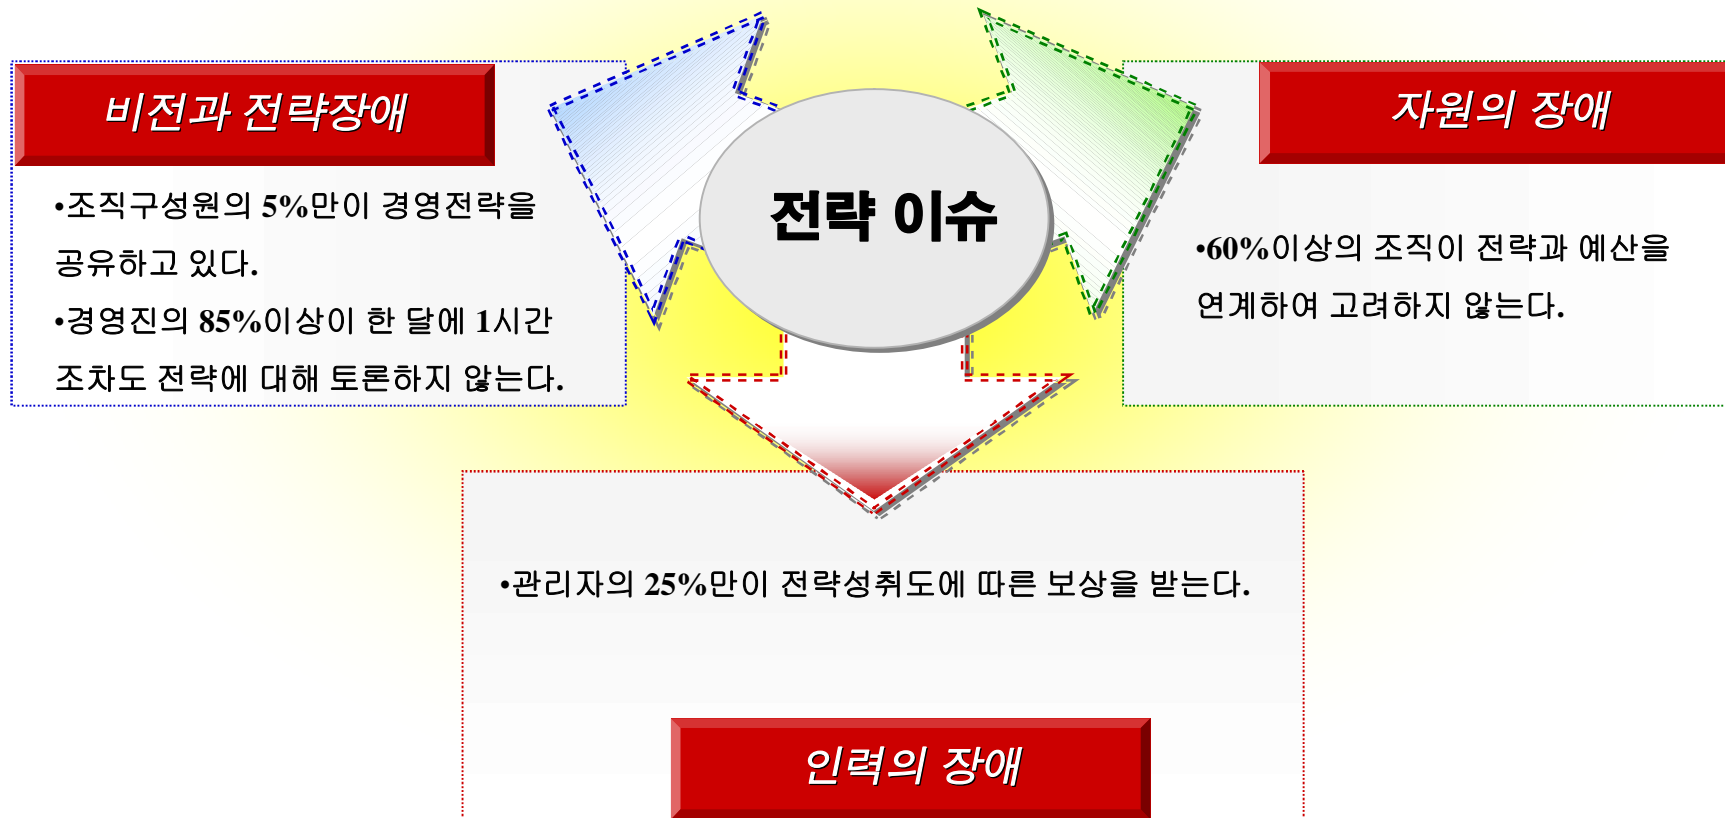 비전과 전략장애
•조직구성원의 5%만이 경영전략을
공유하고 있다.
•경영진의 85%이상이 한 달에 1시간
조차도 전략에 대해 토론하지 않는다.
전략 이슈
자원의 장애
•60%이상의 조직이 전략과 예산을
연계하여 고려하지 않는다.
•관리자의 25%만이 전략성취도에 따른 보상을 받는다.
인력의 장애